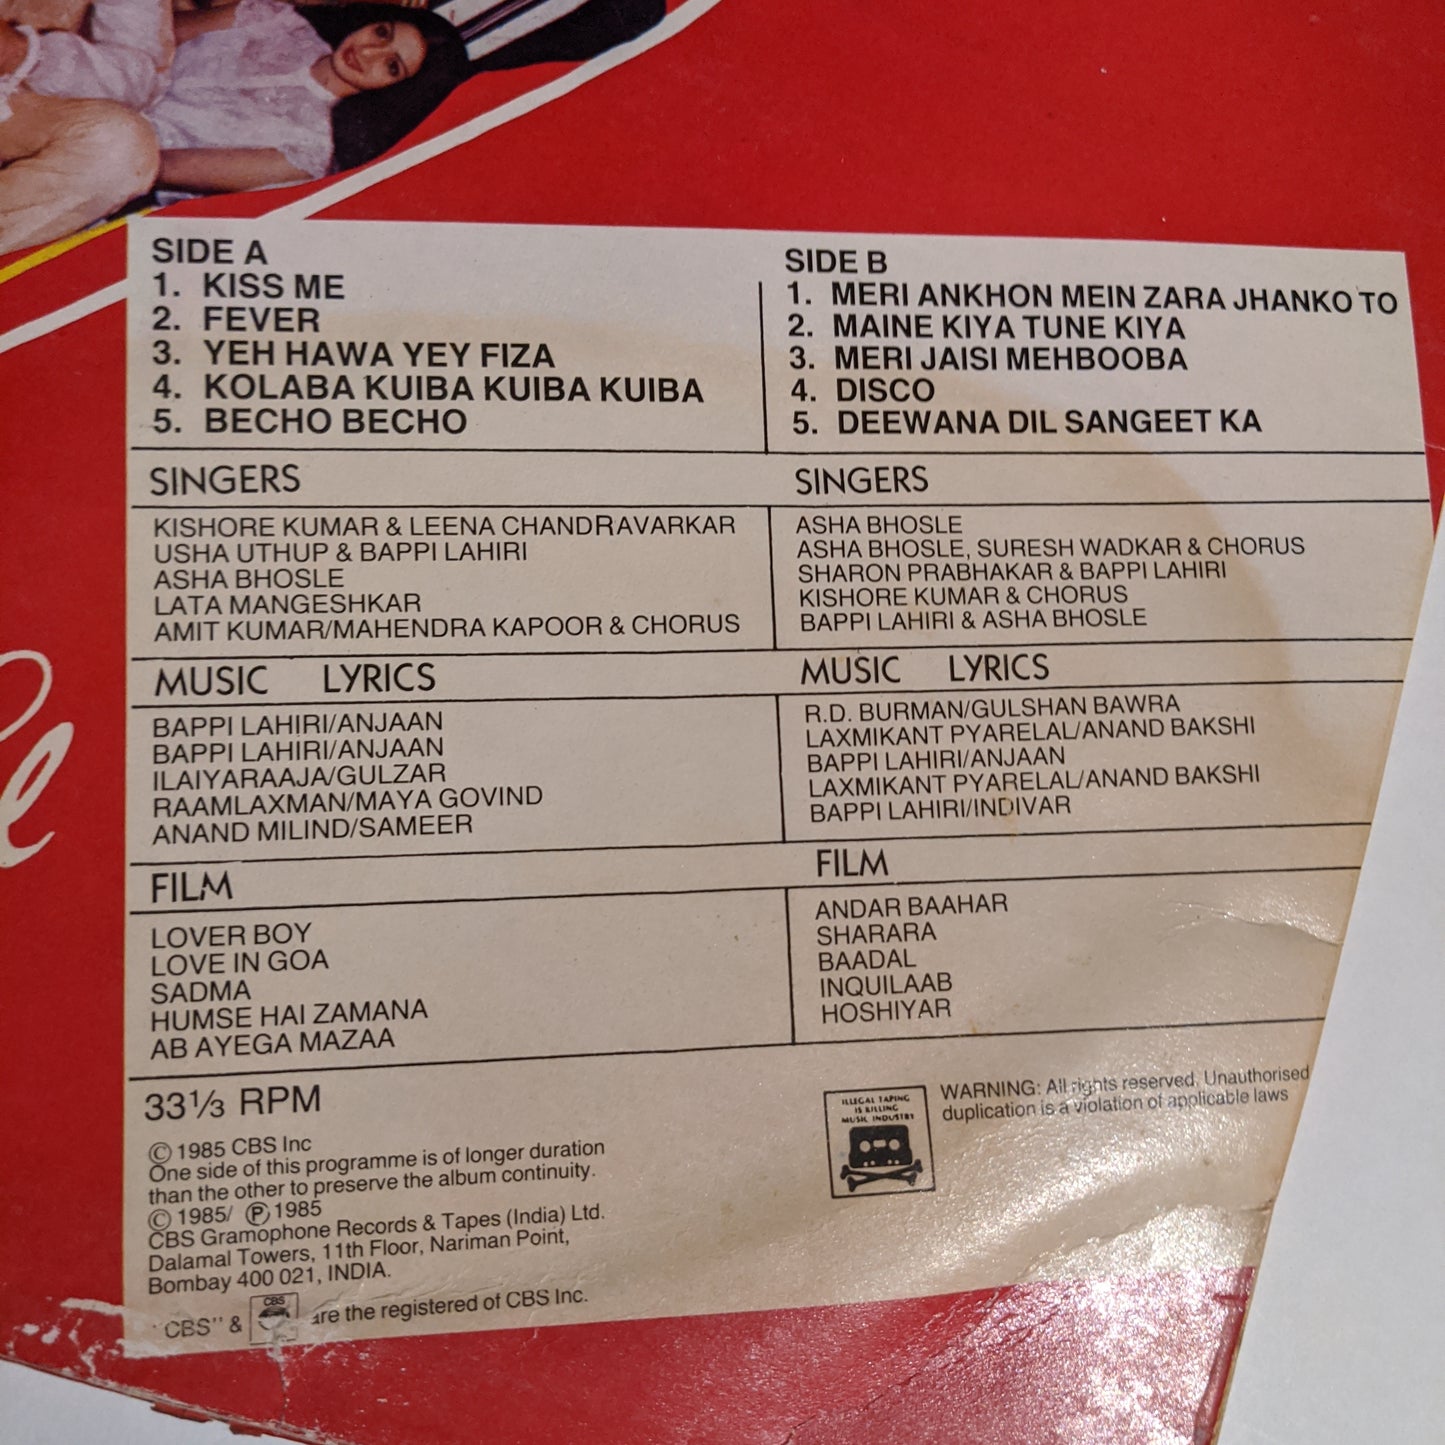 SIDE A
1. KISS ME
2. FEVER
3. YEH HAWA YEY FIZA
4. KOLABA KUIBA KUIBA KUIBA
5. BECHO BECHO
SINGERS
KISHORE KUMAR & LEENA CHANDRAVARKAR
USHA UTHUP & BAPPI LAHIRI
ASHA BHOSLE
LATA MANGESHKAR
AMIT KUMAR/MAHENDRA KAPOOR & CHORUS
MUSIC LYRICS
BAPPI LAHIRI/ANJAAN
BAPPI LAHIRI/ANJAAN
ILAIYARAAJA/GULZAR
RAAMLAXMAN/MAYA GOVIND
ANAND MILIND/SAMEER
FILM
LOVER BOY
LOVE IN GOA
SADMA
HUMSE HAI ZAMANA
AB AYEGA MAZAA
SIDE B
1. MERI ANKHON MEIN ZARA JHANKO TO
2. MAINE KIYA TUNE KIYA
3. MERI JAISI MEHBOOBA
4. DISCO
5. DEEWANA DIL SANGEET KA
SINGERS
ASHA BHOSLE
ASHA BHOSLE, SURESH WADKAR & CHORUS
SHARON PRABHAKAR & BAPPI LAHIRI
KISHORE KUMAR & CHORUS
BAPPI LAHIRI & ASHA BHOSLE
MUSIC LYRICS
R.D. BURMAN/GULSHAN BAWRA
LAXMIKANT PYARELAL/ANAND BAKSHI
BAPPI LAHIRI/ANJAAN
LAXMIKANT PYARELAL/ANAND BAKSHI
BAPPI LAHIRI/INDIVAR
FILM
ANDAR BAAHAR
SHARARA
BAADAL
INQUILAAB
HOSHIYAR
33⅓ RPM
© 1985 CBS Inc
One side of this programme is of longer duration
than the other to preserve the album continuity.
© 1985/ ℗ 1985
CBS Gramophone Records & Tapes (India) Ltd.
Dalamal Towers, 11th Floor, Nariman Point,
Bombay 400 021, INDIA.
"CBS" & CBS are the registered of CBS Inc.
ILLEGAL TAPING
IS KILLING
MUSIC INDUSTRY
WARNING: All rights reserved. Unauthorised
duplication is a violation of applicable laws